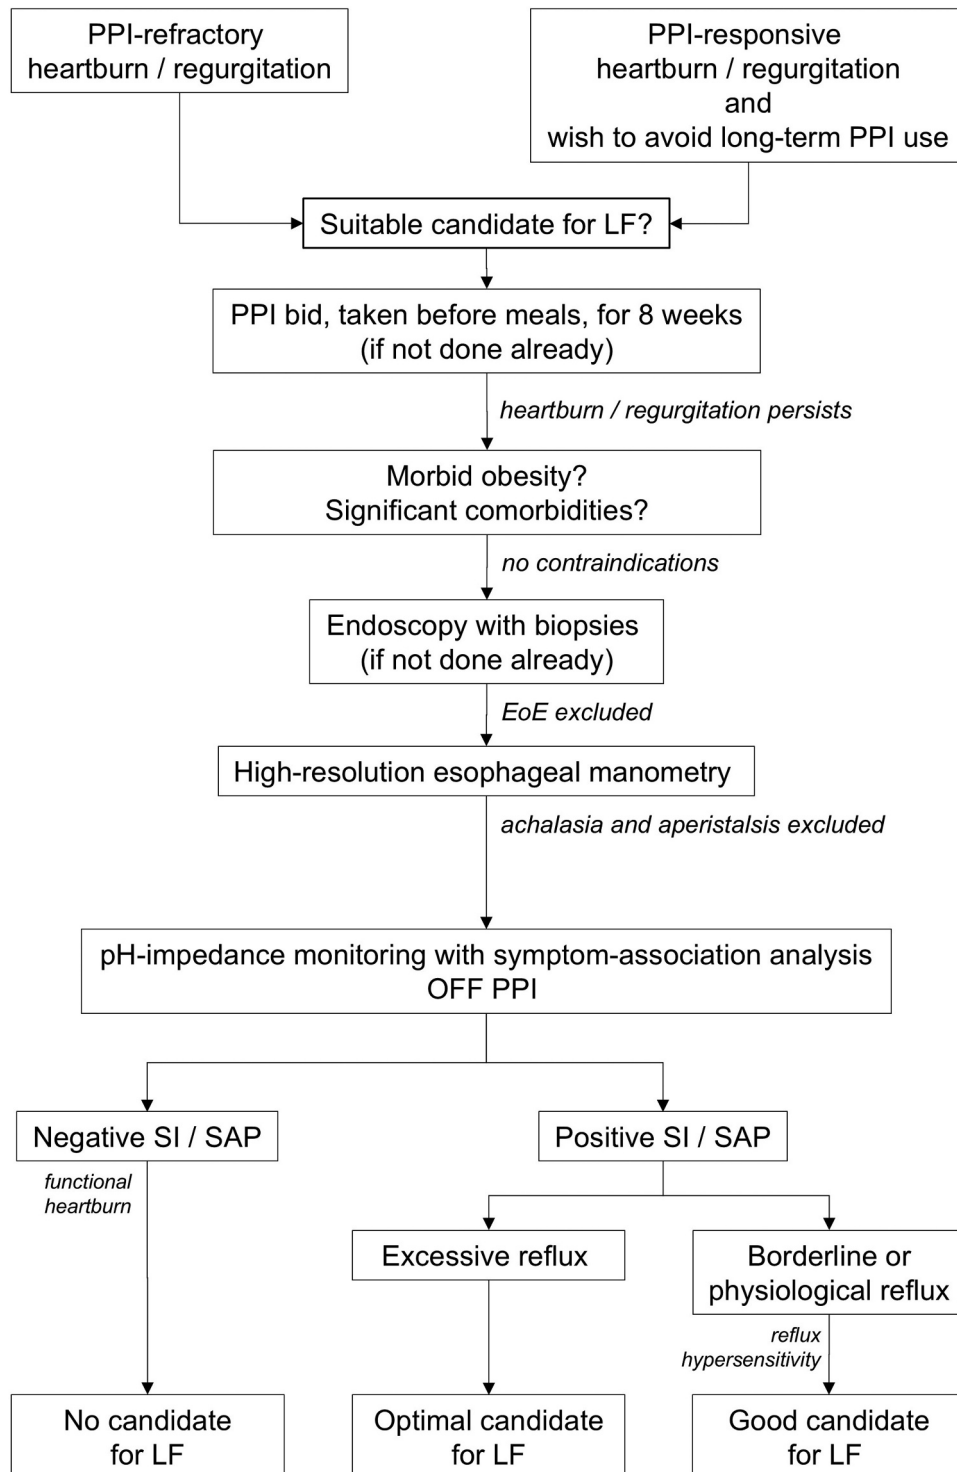 PPI-refractory
heartburn / regurgitation
PPI-responsive
heartburn / regurgitation
and
wish to avoid long-term PPI use
Suitable candidate for LF?
PPI bid, taken before meals, for 8 weeks
(if not done already)
heartburn / regurgitation persists
Morbid obesity?
Significant comorbidities?
no contraindications
Endoscopy with biopsies
(if not done already)
EoE excluded
High-resolution esophageal manometry
achalasia and aperistalsis excluded
pH-impedance monitoring with symptom-association analysis
OFF PPI
Negative SI / SAP
Positive SI / SAP
functional
heartburn
Excessive reflux
Borderline or
physiological reflux
reflux
hypersensitivity
No candidate
for LF
Optimal candidate
for LF
Good candidate
for LF